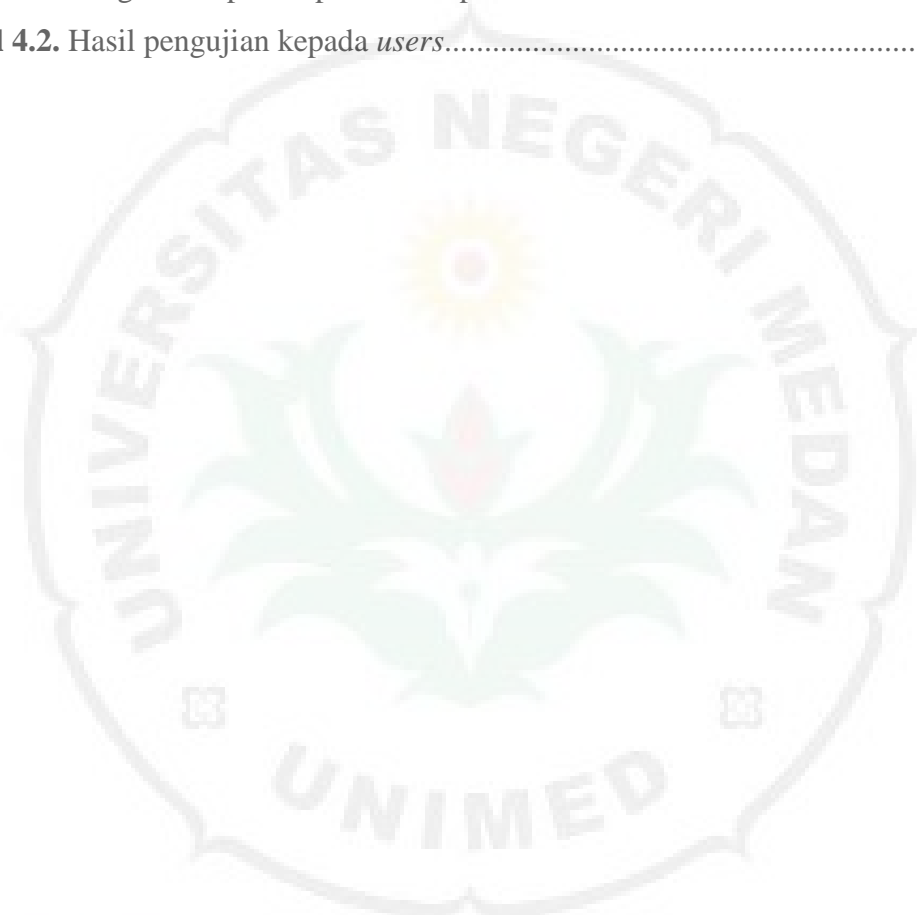 l 4.2. Hasil pengujian kepada users....................................................................
UNIVERSITAS NEGERI MEDAN
UNIMED